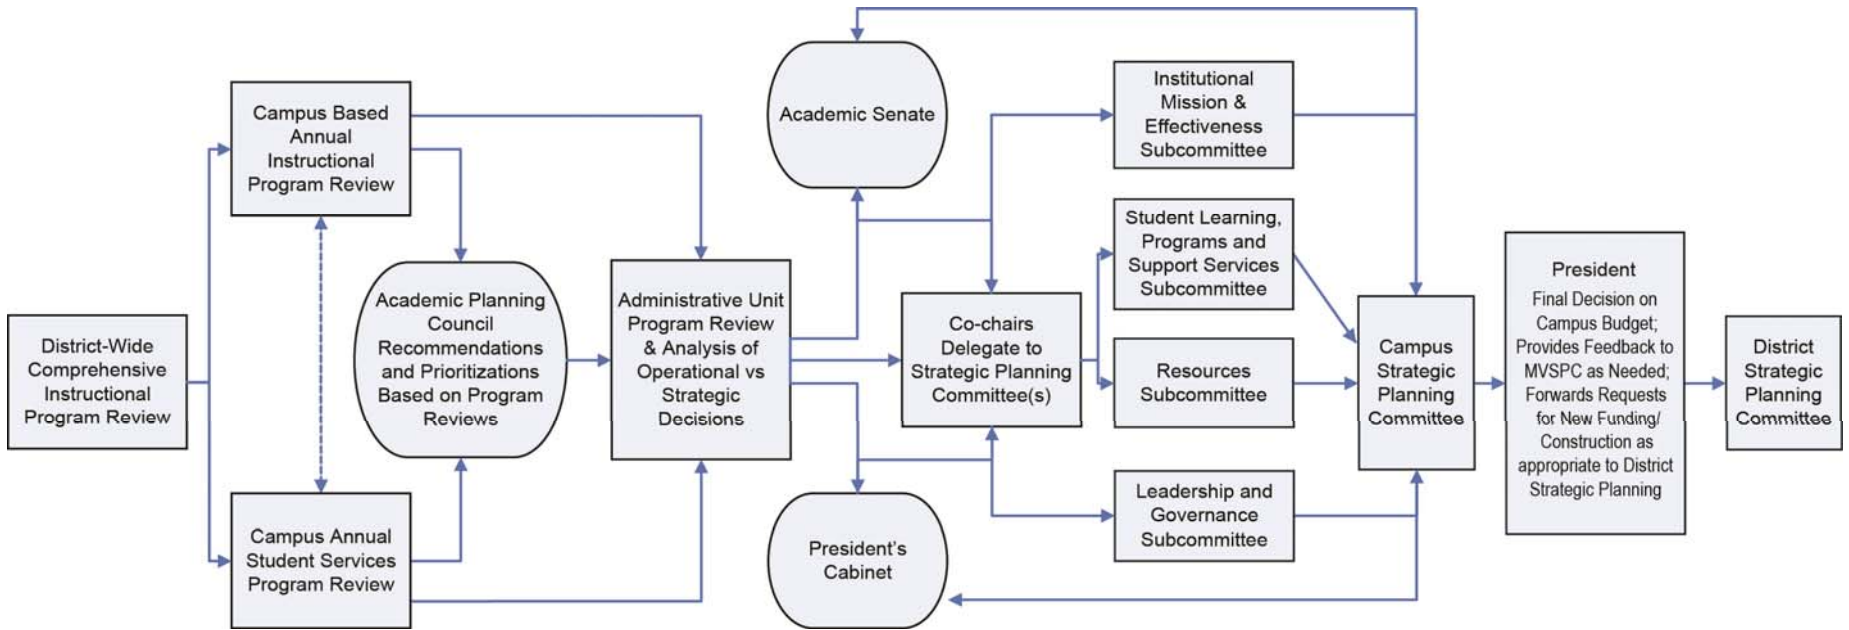 District-Wide
Comprehensive
Instructional
Program Review
Campus Based
Annual
Instructional
Program Review
Campus Annual
Student Services
Program Review
Academic Planning
Council
Recommendations
and Prioritizations
Based on Program
Reviews
Administrative Unit
Program Review
& Analysis of
Operational vs
Strategic
Decisions
Academic Senate
President's
Cabinet
Co-chairs
Delegate to
Strategic Planning
Committee(s)
Institutional
Mission &
Effectiveness
Subcommittee
Student Learning,
Programs and
Support Services
Subcommittee
Resources
Subcommittee
Leadership and
Governance
Subcommittee
Campus
Strategic
Planning
Committee
President
Final Decision on
Campus Budget;
Provides Feedback to
MVSPC as Needed;
Forwards Requests
for New Funding/
Construction as
appropriate to District
Strategic Planning
District
Strategic
Planning
Committee